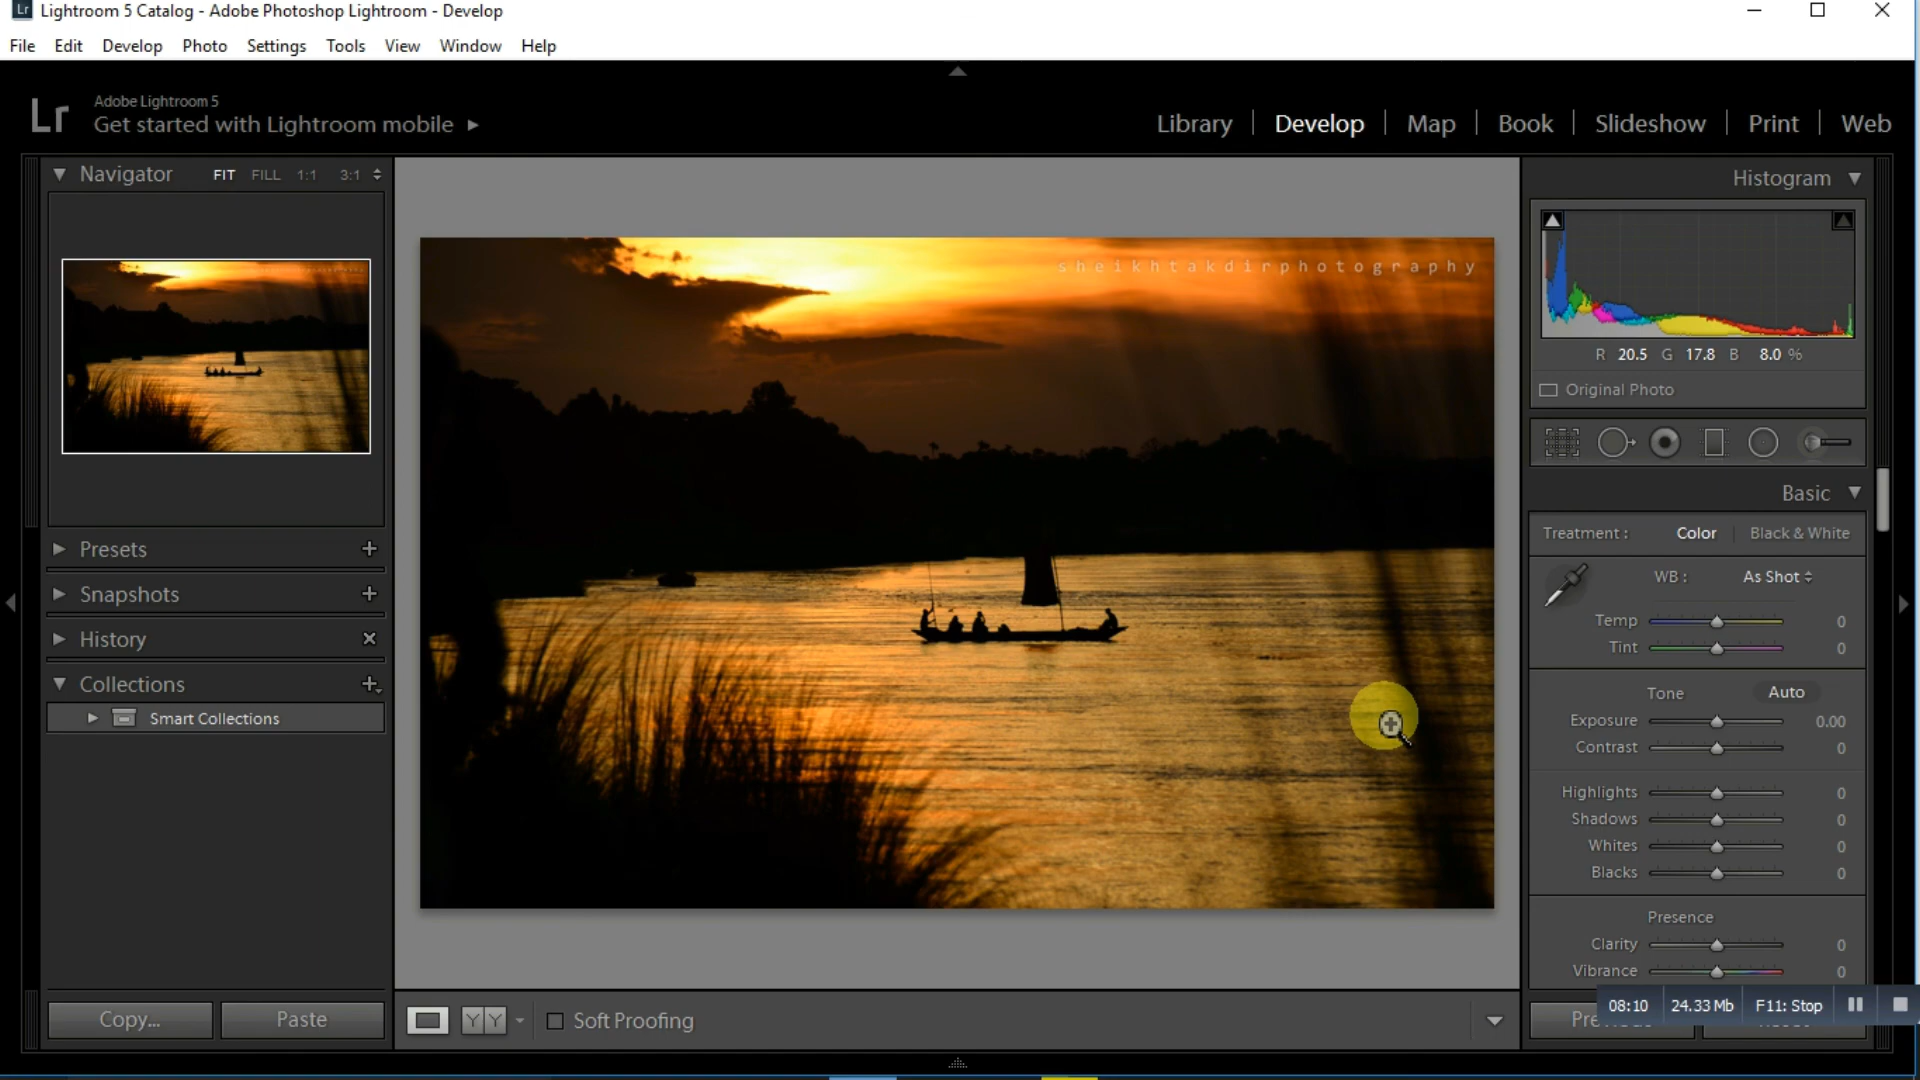 Lr Lightroom 5 Catalog - Adobe Photoshop Lightroom - Develop
File Edit Develop Photo Settings Tools View Window Help
Lr
Adobe Lightroom 5
Get started with Lightroom mobile
Library Develop Map Book Slideshow Print Web
Navigator FIT FILL 1:1 3:1
sheikhtakdirphotography
Presets
Snapshots
History
Collections
Smart Collections
Copy... Paste
YY
Soft Proofing
Histogram
R 20.5 G 17.8 B 8.0 %
Original Photo
Basic
Treatment : Color Black & White
WB : As Shot
Temp 0
Tint 0
Tone Auto
Exposure 0.00
Contrast 0
Highlights 0
Shadows 0
Whites 0
Blacks 0
Presence
Clarity 0
Vibrance 0
08:10 24.33 Mb F11: Stop